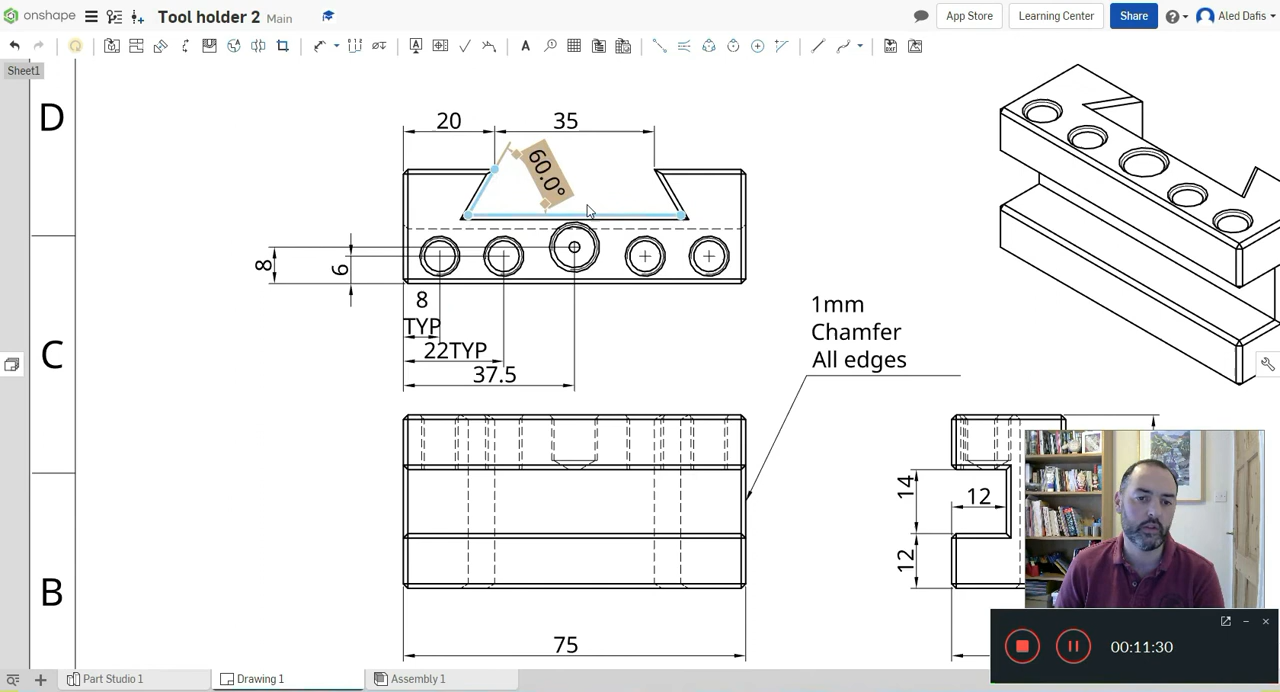 onshape
Tool holder 2 Main
App Store
Learning Center
Share
Aled Dafis
Sheet1
D
C
B
20
35
60.0°
8
6
8
TYP
22TYP
37.5
1mm
Chamfer
All edges
14
12
12
75
00:11:30
Part Studio 1
Drawing 1
Assembly 1